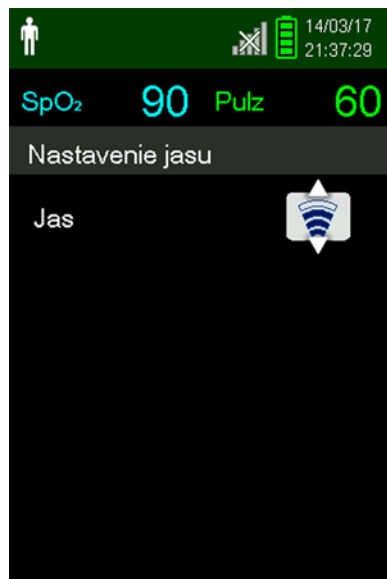 14/03/17
21:37:29
SpO₂ 90 Pulz 60
Nastavenie jasu
Jas